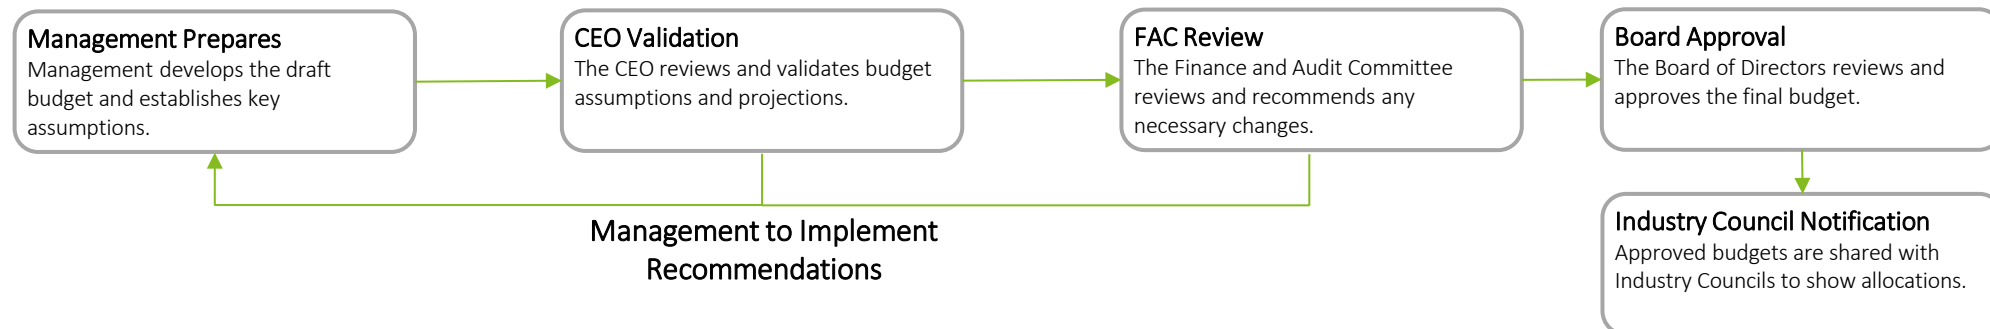 Management Prepares
Management develops the draft
budget and establishes key
assumptions.
CEO Validation
The CEO reviews and validates budget
assumptions and projections.
FAC Review
The Finance and Audit Committee
reviews and recommends any
necessary changes.
Board Approval
The Board of Directors reviews and
approves the final budget.
Management to Implement
Recommendations
Industry Council Notification
Approved budgets are shared with
Industry Councils to show allocations.